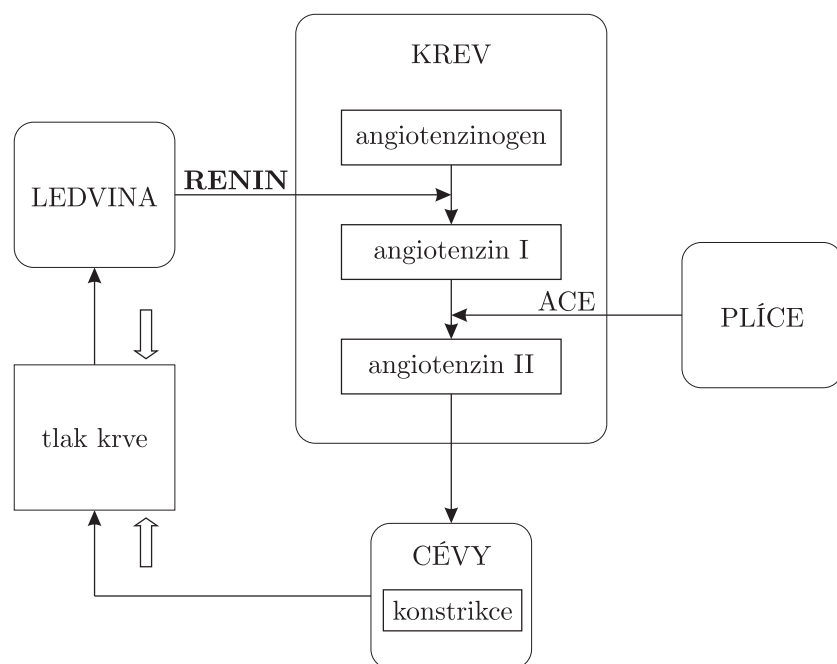 KREV
angiotenzinogen
LEDVINA
RENIN
angiotenzin I
ACE
PLÍCE
angiotenzin II
tlak krve
CÉVY
konstrikce